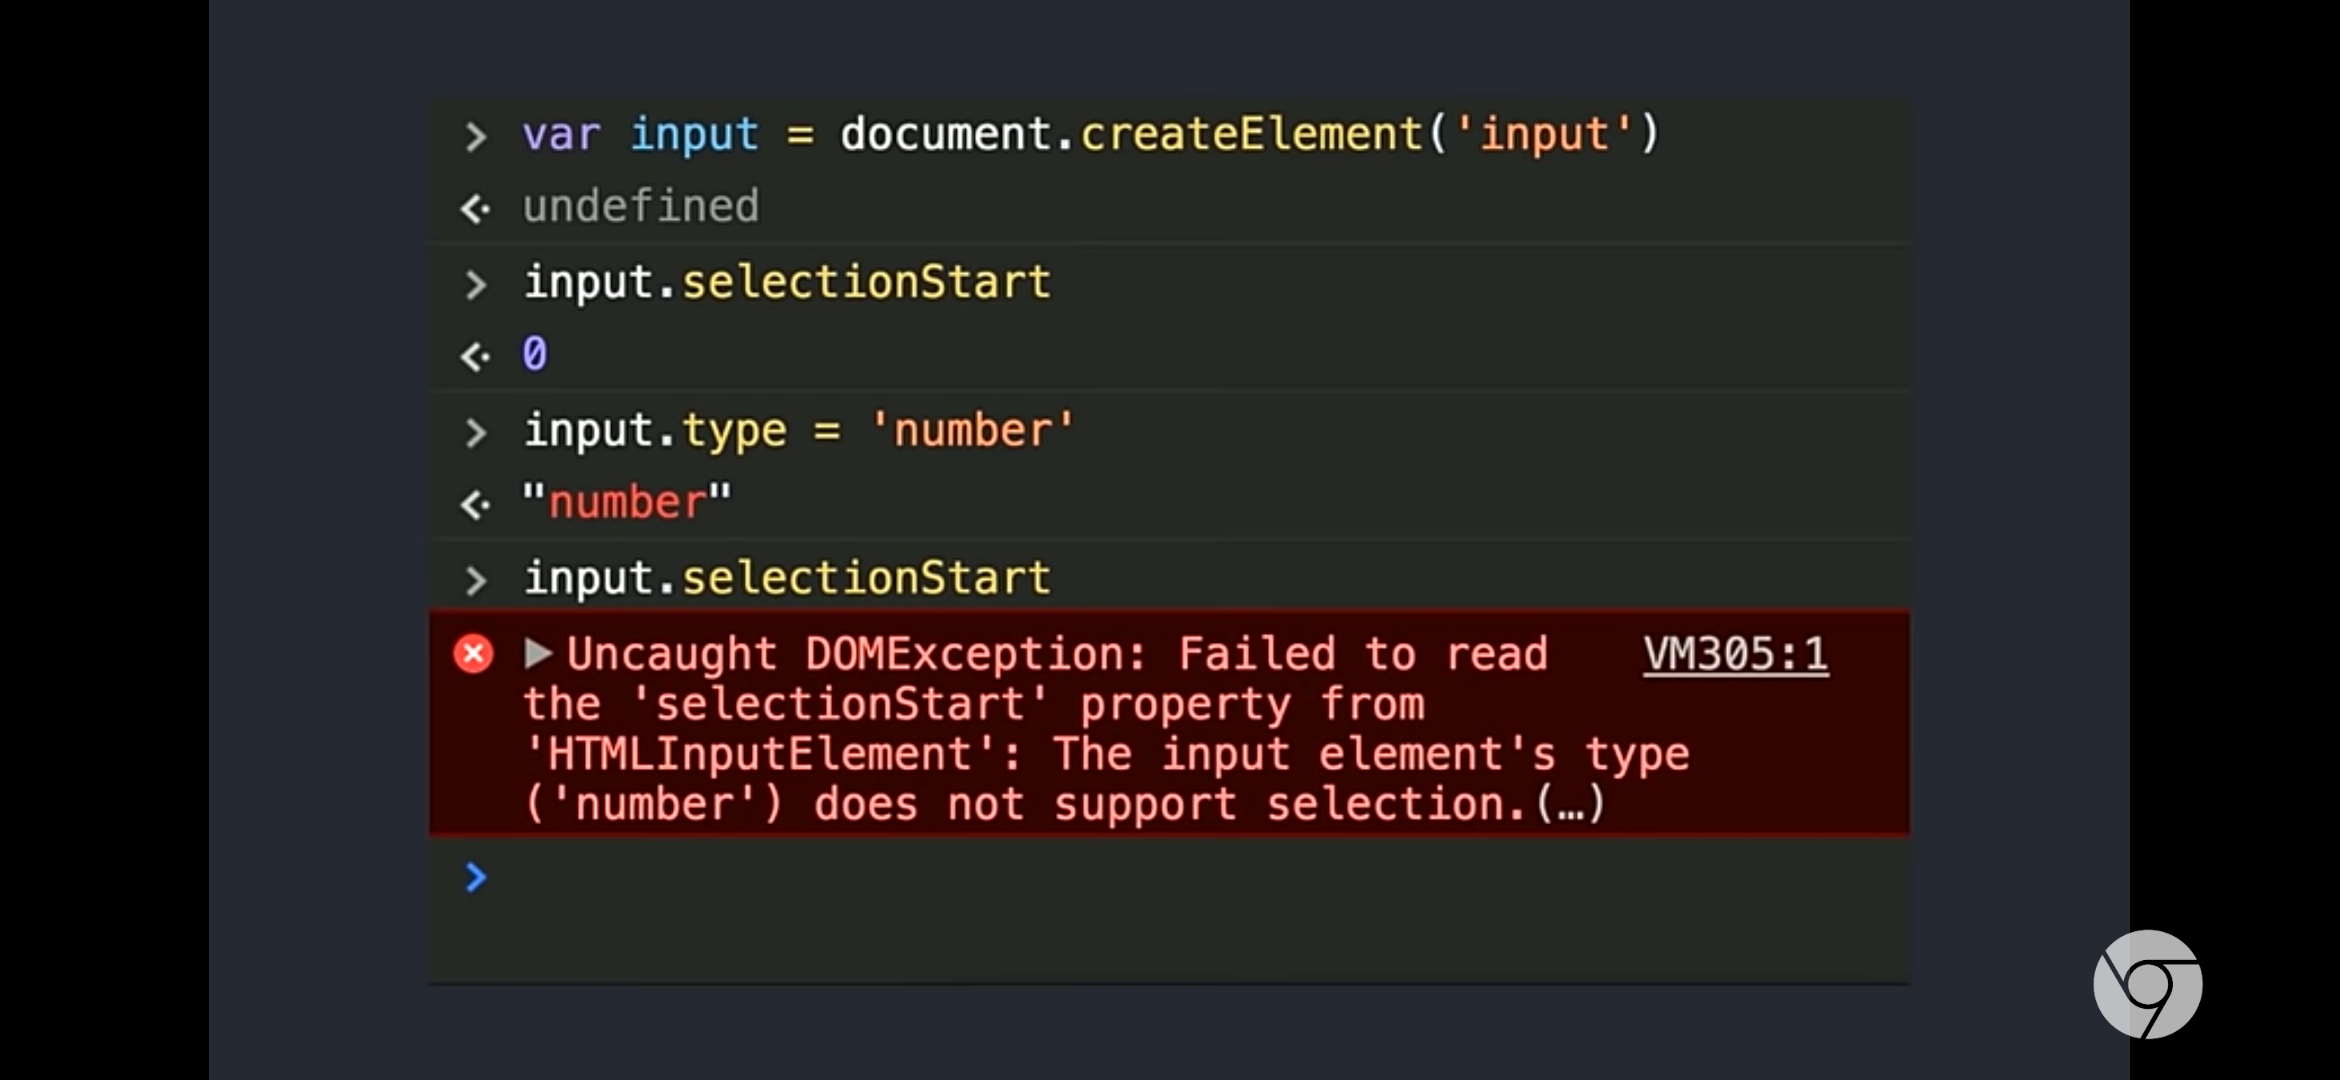 > var input = document.createElement('input')
<· undefined
> input.selectionStart
<· 0
> input.type = 'number'
<· "number"
> input.selectionStart
▶Uncaught DOMException: Failed to read VM305:1
the 'selectionStart' property from
'HTMLInputElement': The input element's type
('number') does not support selection.(…)
>